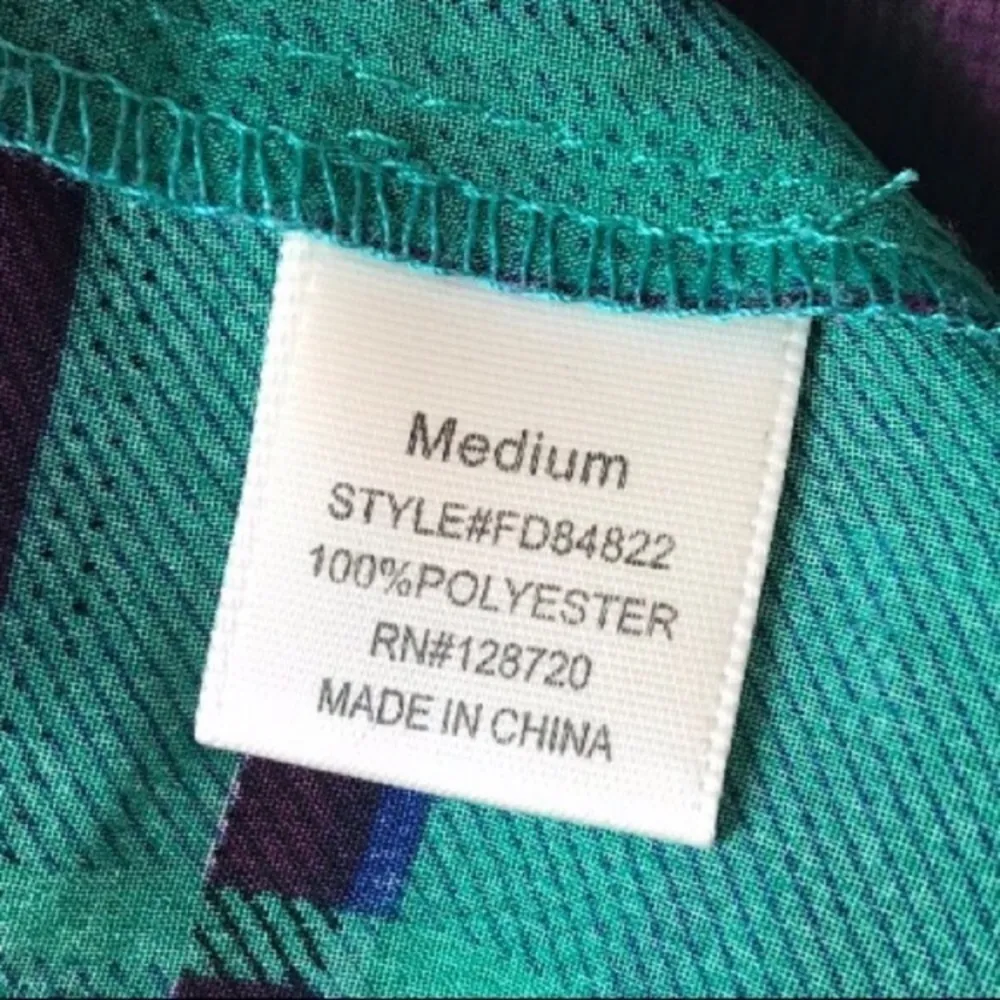 Medium
STYLE#FD84822
100%POLYESTER
RN#128720
MADE IN CHINA